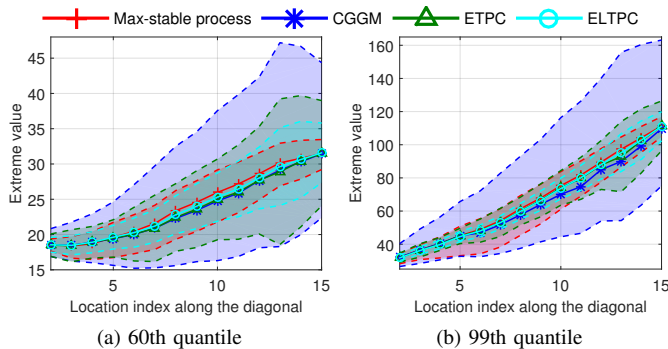 Max-stable process CGGM ETPC ELTPC
45
40
35
30
25
20
15
5 10 15
Extreme value
Location index along the diagonal
(a) 60th quantile
160
140
120
100
80
60
40
5 10 15
Extreme value
Location index along the diagonal
(b) 99th quantile